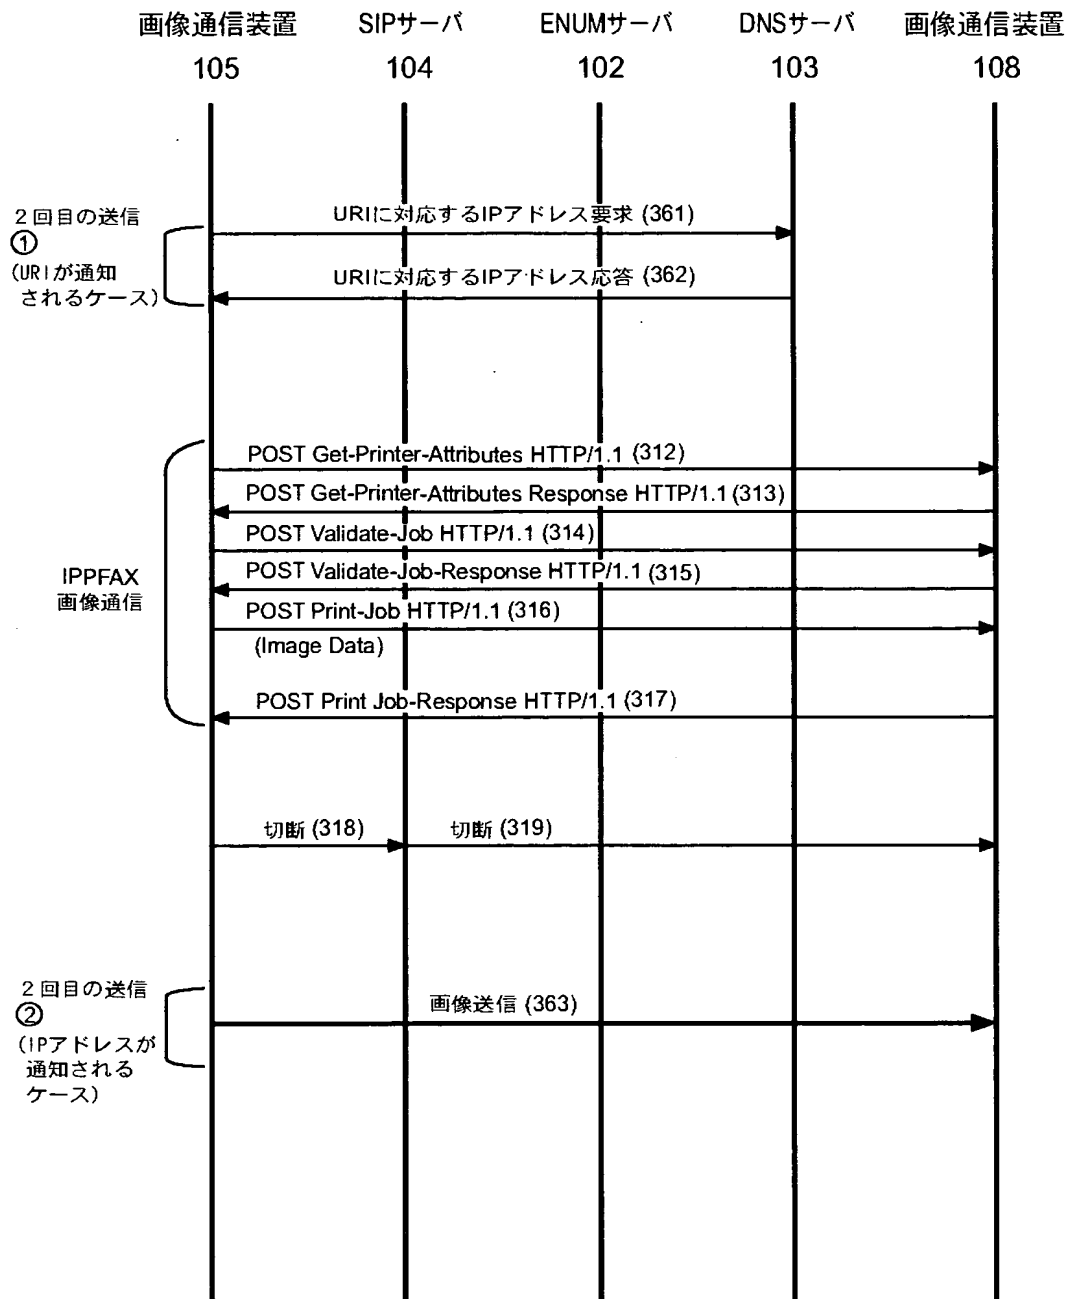 画像通信装置 SIPサーバ ENUMサーバ DNSサーバ 画像通信装置
105 104 102 103 108
2回目の送信
①
(URIが通知
されるケース)
URIに対応するIPアドレス要求 (361)
URIに対応するIPアドレス応答 (362)
IPPFAX
画像通信
POST Get-Printer-Attributes HTTP/1.1 (312)
POST Get-Printer-Attributes Response HTTP/1.1 (313)
POST Validate-Job HTTP/1.1 (314)
POST Validate-Job-Response HTTP/1.1 (315)
POST Print-Job HTTP/1.1 (316)
(Image Data)
POST Print Job-Response HTTP/1.1 (317)
切断 (318) 切断 (319)
2回目の送信
②
(IPアドレスが
通知される
ケース)
画像送信 (363)